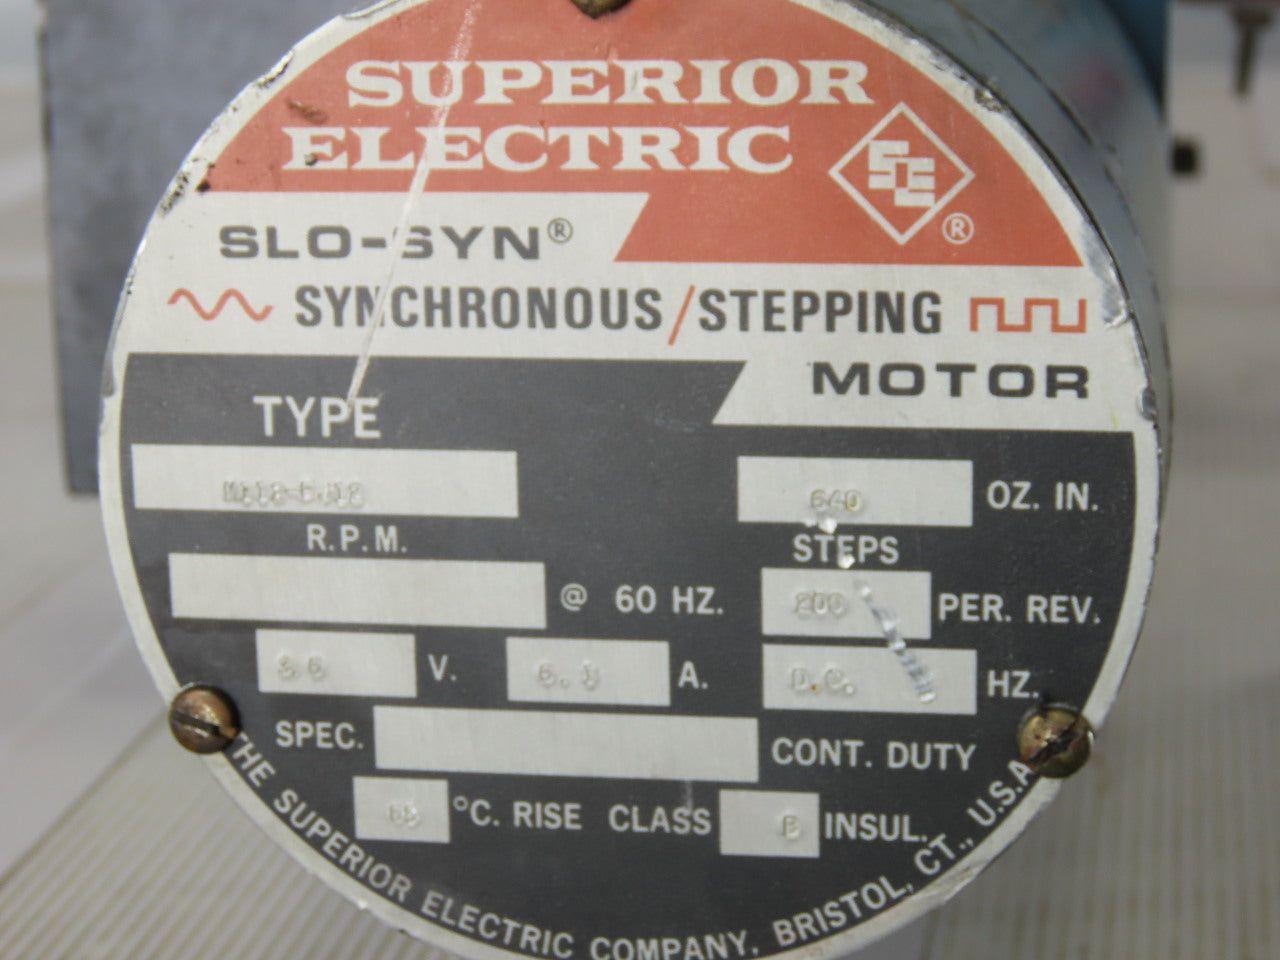 SUPERIOR
ELECTRIC
SE
®
SLO-SYN®
SYNCHRONOUS/STEPPING
MOTOR
TYPE
640 OZ. IN.
R.P.M.
STEPS
@ 60 HZ.
200 PER. REV.
V.
A.
D.C. HZ.
SPEC.
CONT. DUTY
°C. RISE CLASS B INSUL.
THE SUPERIOR ELECTRIC COMPANY, BRISTOL, CT., U.S.A.